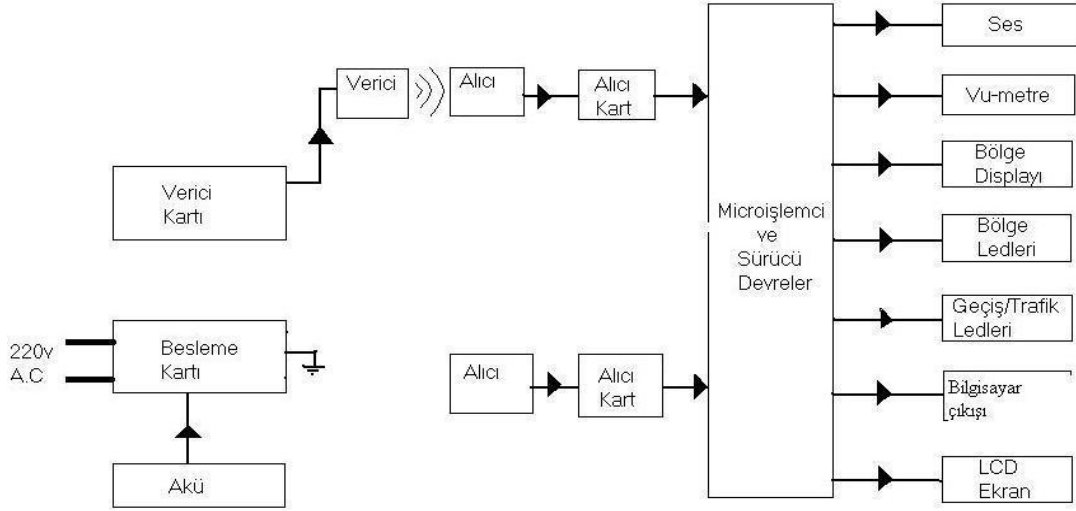 Verici
Alıcı
Alıcı
Kart
Verici
Kartı
220v
A.C
Besleme
Kartı
Akü
Alıcı
Alıcı
Kart
Microişlemci
ve
Sürücü
Devreler
Ses
Vu-metre
Bölge
Displayı
Bölge
Ledleri
Geçiş/Trafik
Ledleri
Bilgisayar
çıkışı
LCD
Ekran